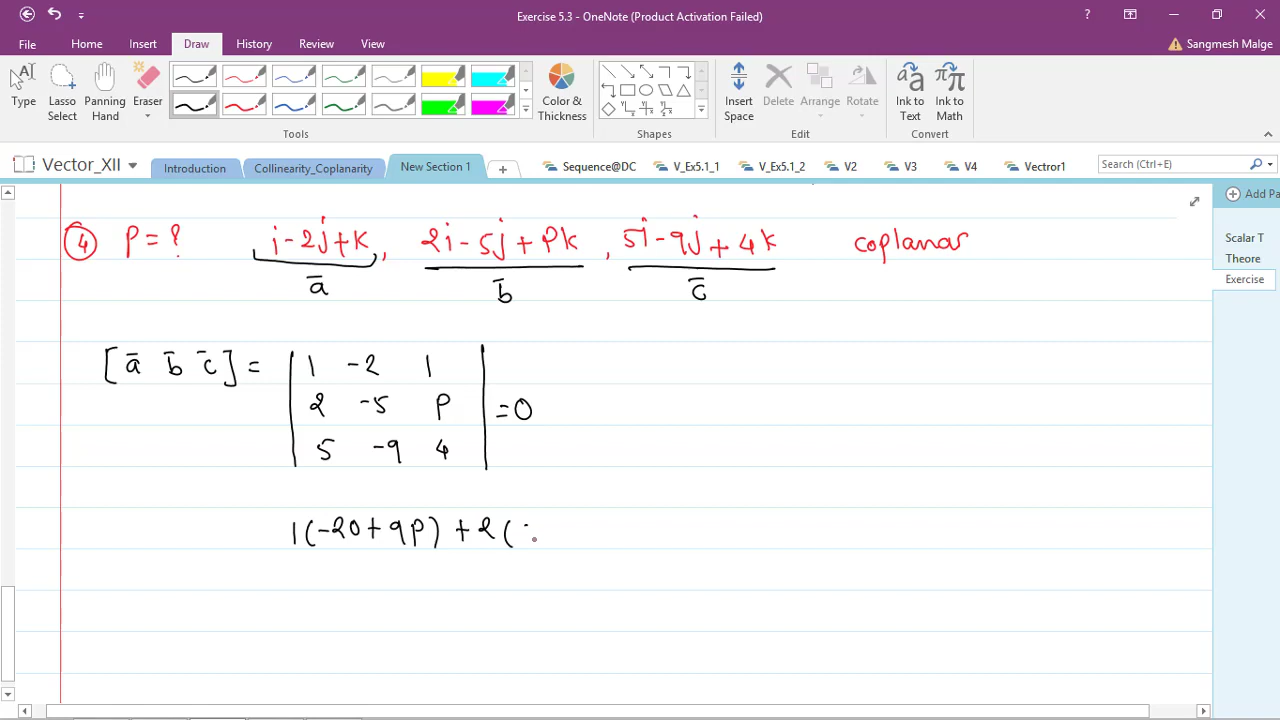 Exercise 5.3 - OneNote (Product Activation Failed)
?
File Home Insert Draw History Review View Sangmesh Malge
Type Lasso Select Panning Hand Eraser Color & Thickness Insert Space Delete Arrange Rotate Ink to Text Ink to Math
Tools Shapes Edit Convert
Vector_XII Introduction Collinearity_Coplanarity New Section 1 Sequence@DC V_Ex5.1_1 V_Ex5.1_2 V2 V3 V4 Vectror1 Search (Ctrl+E)
Add Pa
Scalar T
Theore
Exercise
④ P = ? i - 2j + k , 2i - 5j + Pk , 5i - 9j + 4k coplanar
a̅ b̅ c̅
[a̅ b̅ c̅] = | 1 -2 1 |
| 2 -5 P | = 0
| 5 -9 4 |
1(-20 + 9P) + 2(